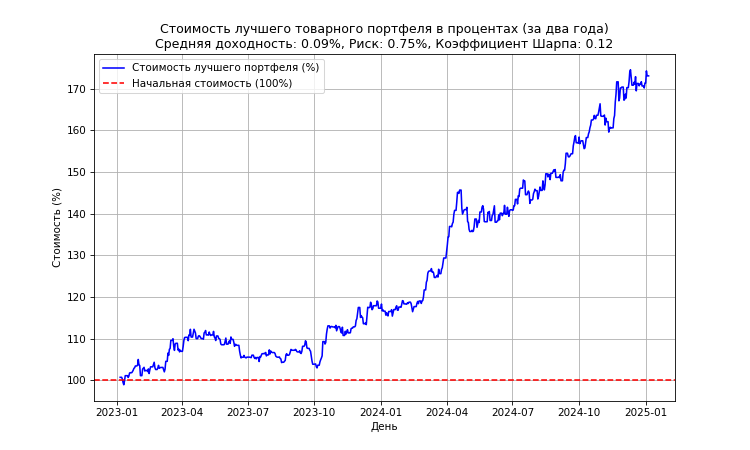 Стоимость лучшего товарного портфеля в процентах (за два года)
Средняя доходность: 0.09%, Риск: 0.75%, Коэффициент Шарпа: 0.12
Стоимость лучшего портфеля (%)
Начальная стоимость (100%)
Стоимость (%)
170
160
150
140
130
120
110
100
2023-01 2023-04 2023-07 2023-10 2024-01 2024-04 2024-07 2024-10 2025-01
День